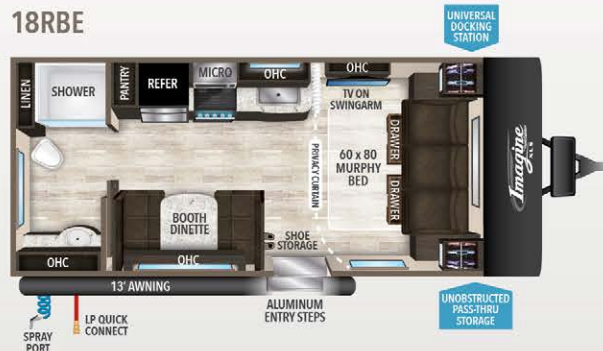 18RBE
UNIVERSAL
DOCKING
STATION
LINEN
SHOWER
PANTRY
REFER
MICRO
OHC
OHC
TV ON
SWINGARM
DRAWER
DRAWER
60 x 80
MURPHY
BED
PRIVACY CURTAIN
Imagine
XLS
BOOTH
DINETTE
SHOE
STORAGE
OHC
OHC
13' AWNING
ALUMINUM
ENTRY STEPS
UNOBSTRUCTED
PASS-THRU
STORAGE
SPRAY
PORT
LP QUICK
CONNECT